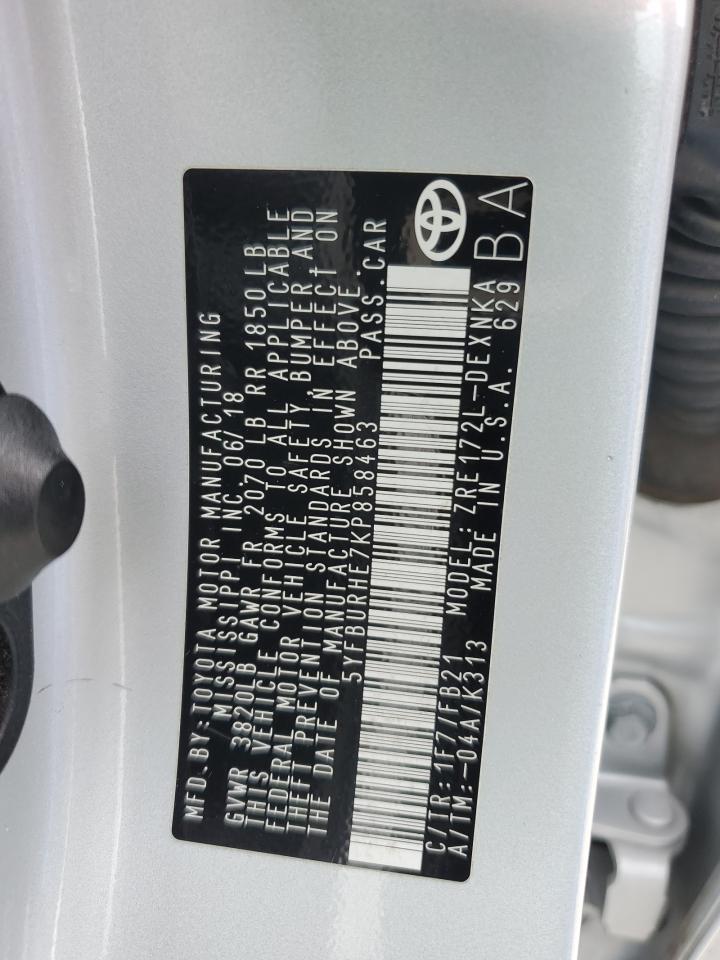 MFD.BY:TOYOTA MOTOR MANUFACTURING
MISSISSIPPI INC. 06/18
GVWR 3820LB GAWR FR 2070 LB RR 1850 LB
THIS VEHICLE CONFORMS TO ALL APPLICABLE
FEDERAL MOTOR VEHICLE SAFETY BUMPER AND
THEFT PREVENTION STANDARDS IN EFFECT ON
THE DATE OF MANUFACTURE SHOWN ABOVE.
5YFBURHE7KP858463 PASS.CAR
C/TR:1F7/FB21 MODEL:ZRE172L-DEXNKA
A/TM:-04A/K313 MADE IN U.S.A. 629
BA